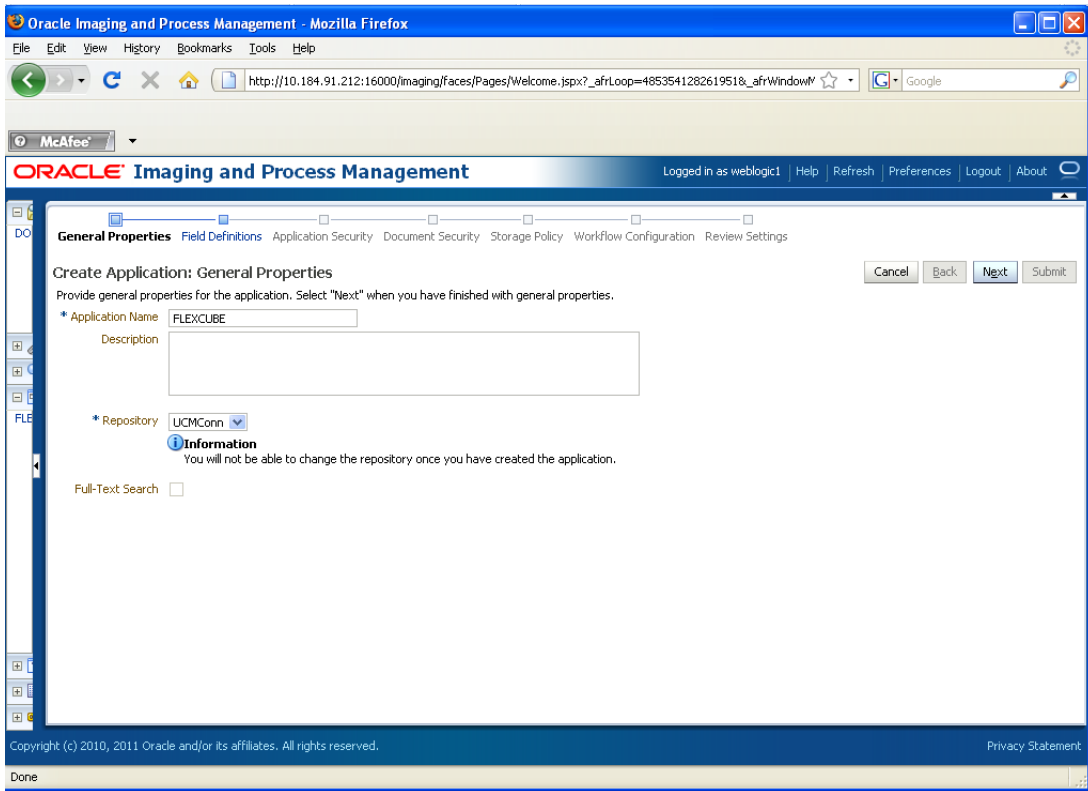 Oracle Imaging and Process Management - Mozilla Firefox
File Edit View History Bookmarks Tools Help
http://10.184.91.212:16000/imaging/faces/Pages/Welcome.jspx?_afrLoop=485354128261951&_afrWindowM
G Google
McAfee
ORACLE Imaging and Process Management Logged in as weblogic1 Help Refresh Preferences Logout About
DO
General Properties Field Definitions Application Security Document Security Storage Policy Workflow Configuration Review Settings
Create Application: General Properties Cancel Back Next Submit
Provide general properties for the application. Select "Next" when you have finished with general properties.
* Application Name FLEXCUBE
Description
FLE
* Repository UCMConn
Information
You will not be able to change the repository once you have created the application.
Full-Text Search
Copyright (c) 2010, 2011 Oracle and/or its affiliates. All rights reserved. Privacy Statement
Done